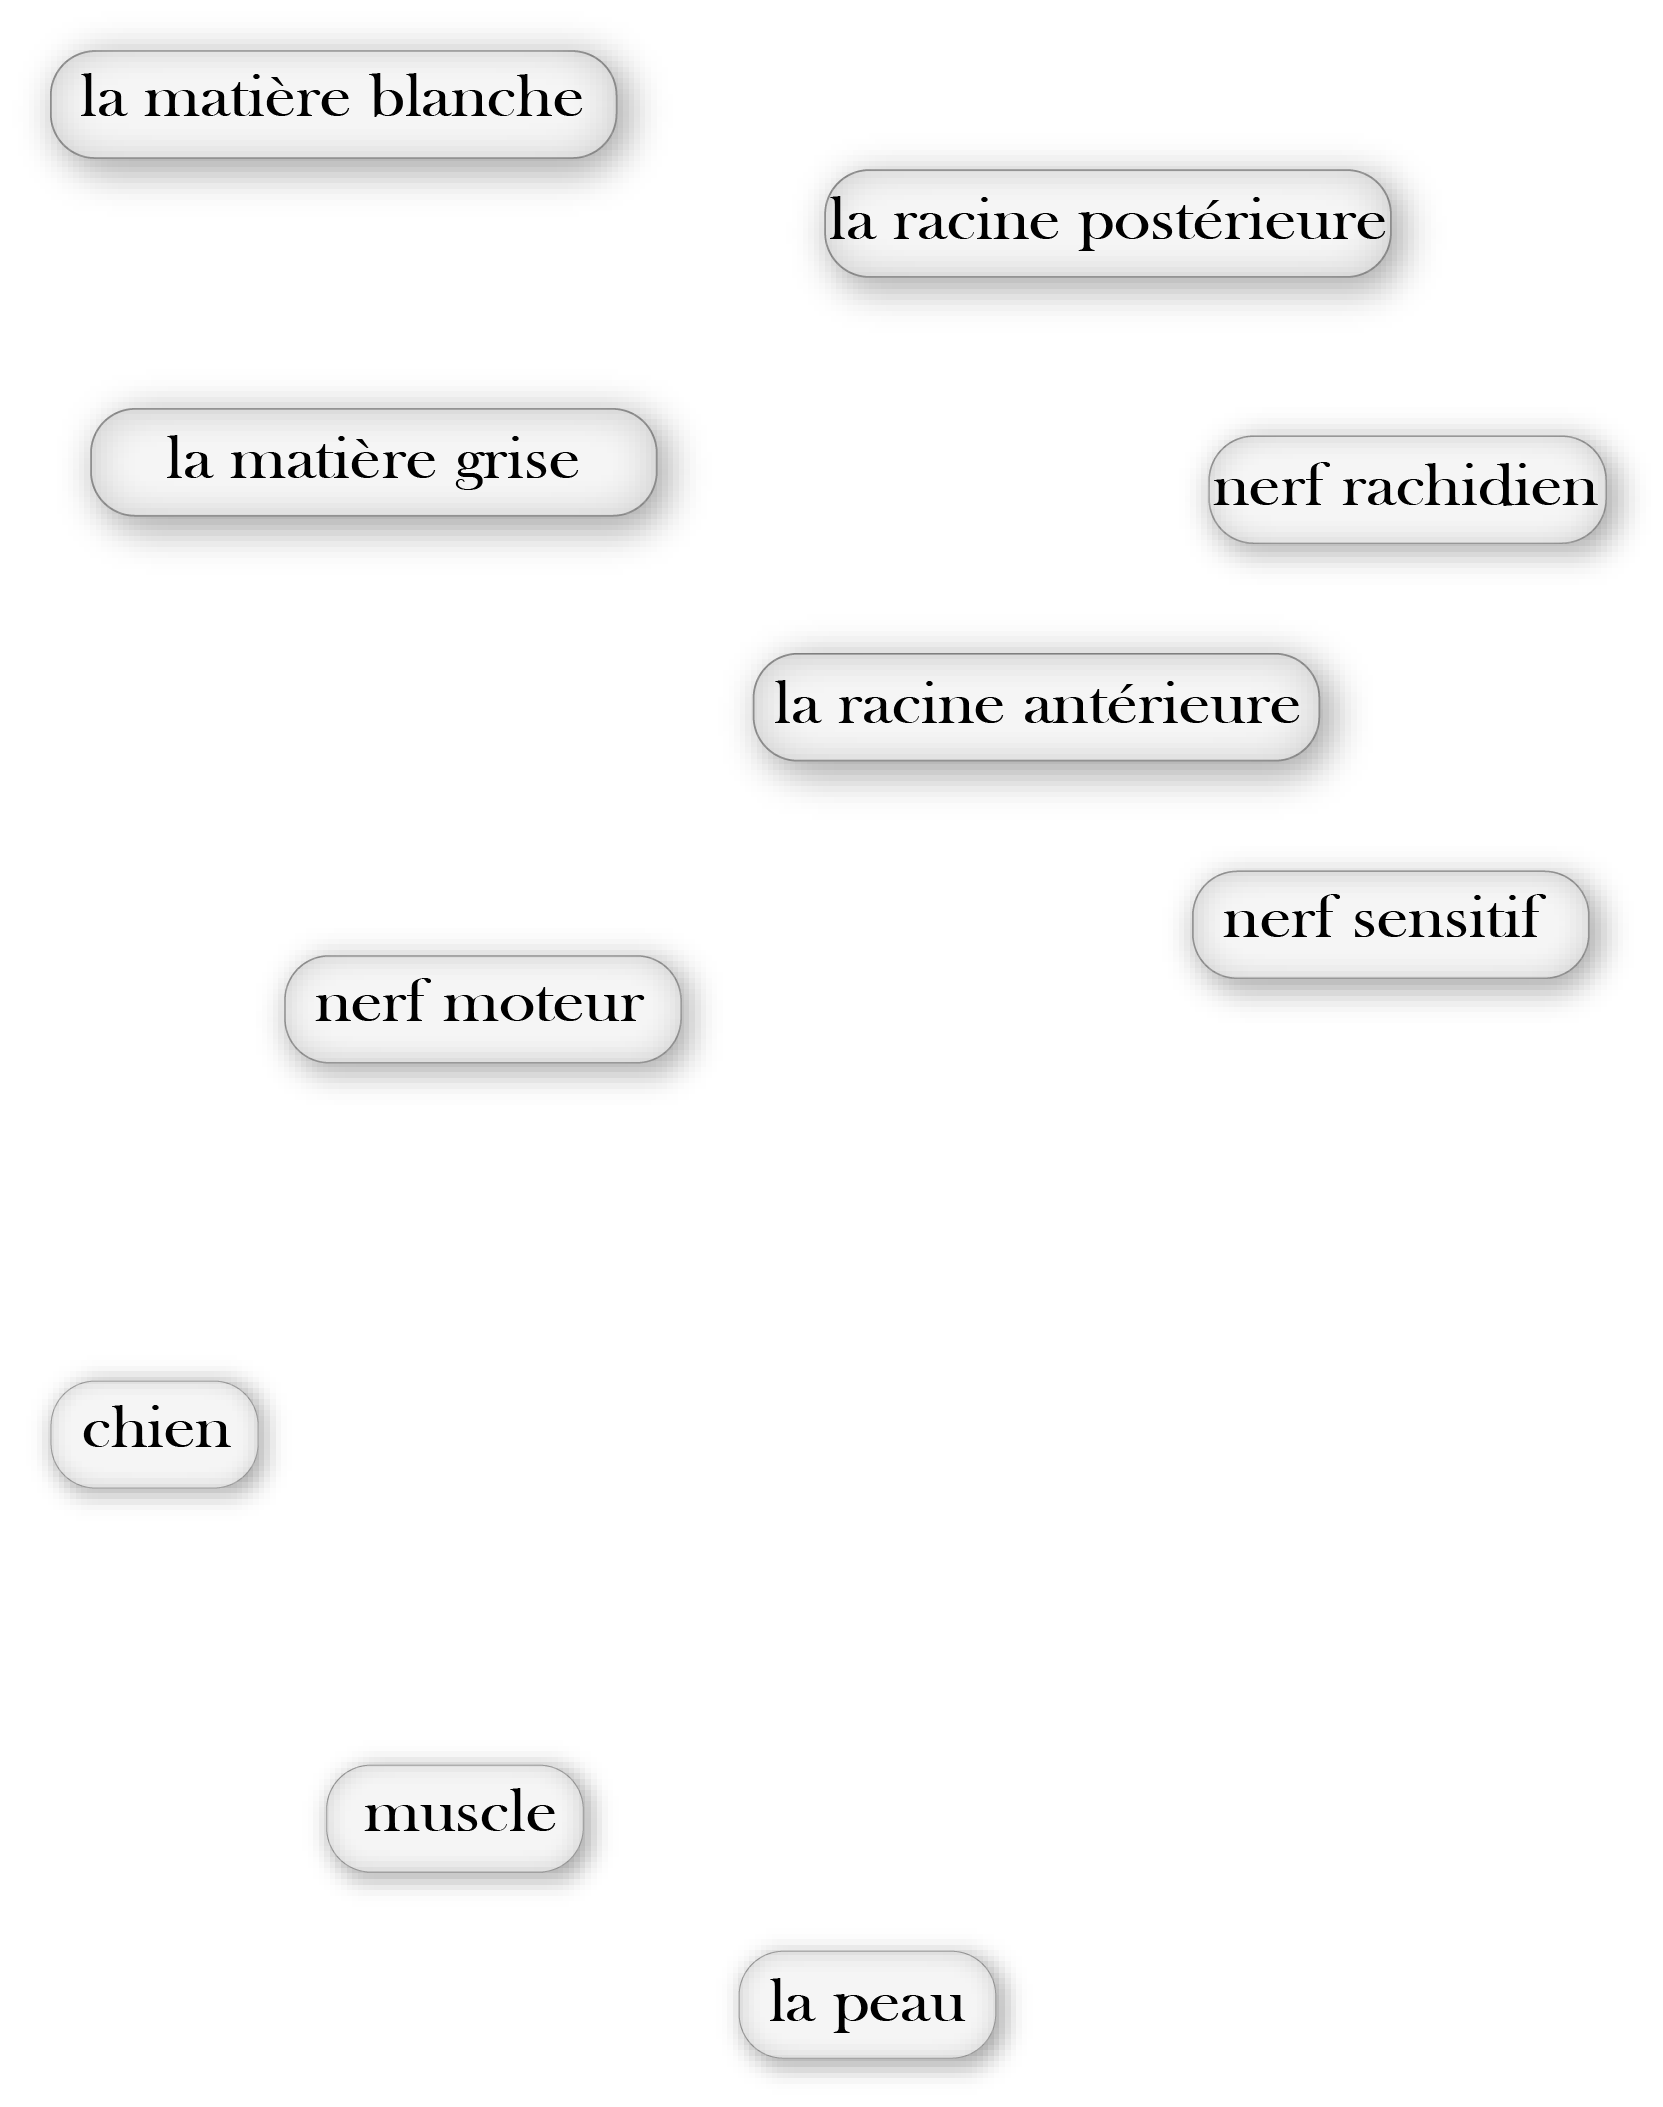 la matière blanche
la racine postérieure
la matière grise
nerf rachidien
la racine antérieure
nerf sensitif
nerf moteur
chien
muscle
la peau